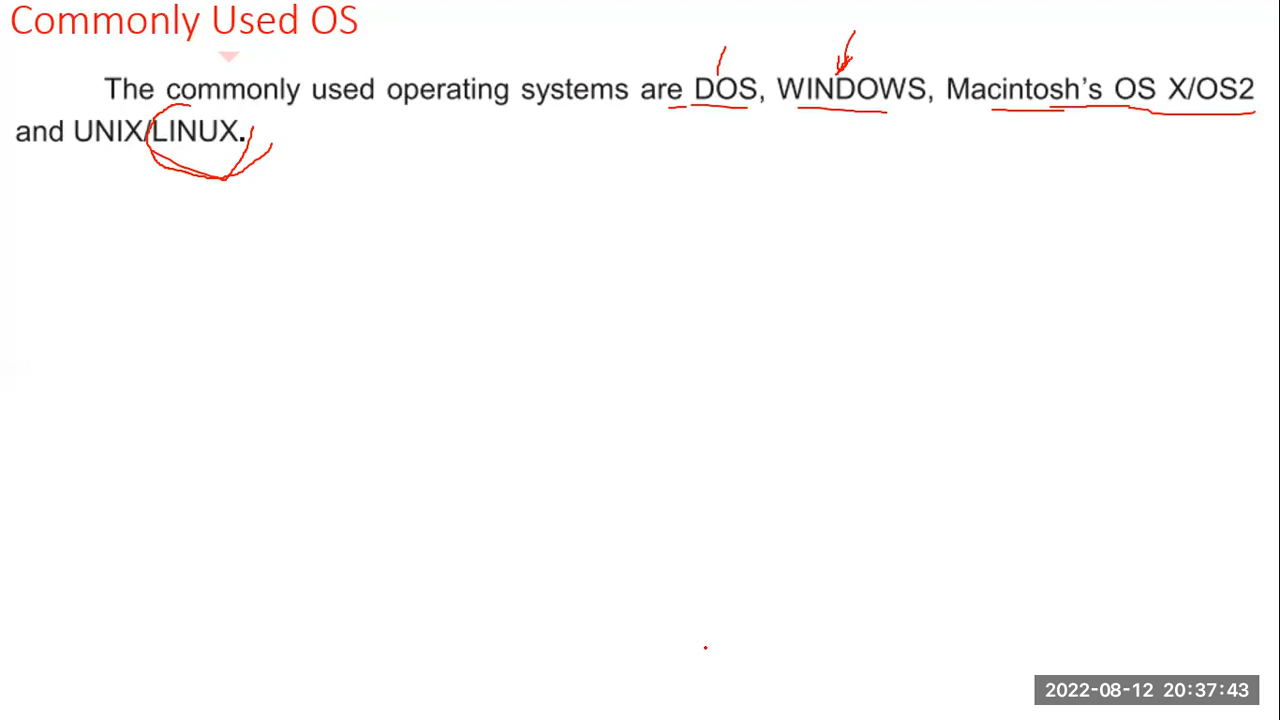 Commonly Used OS
The commonly used operating systems are DOS, WINDOWS, Macintosh's OS X/OS2
and UNIX/LINUX.
2022-08-12 20:37:43